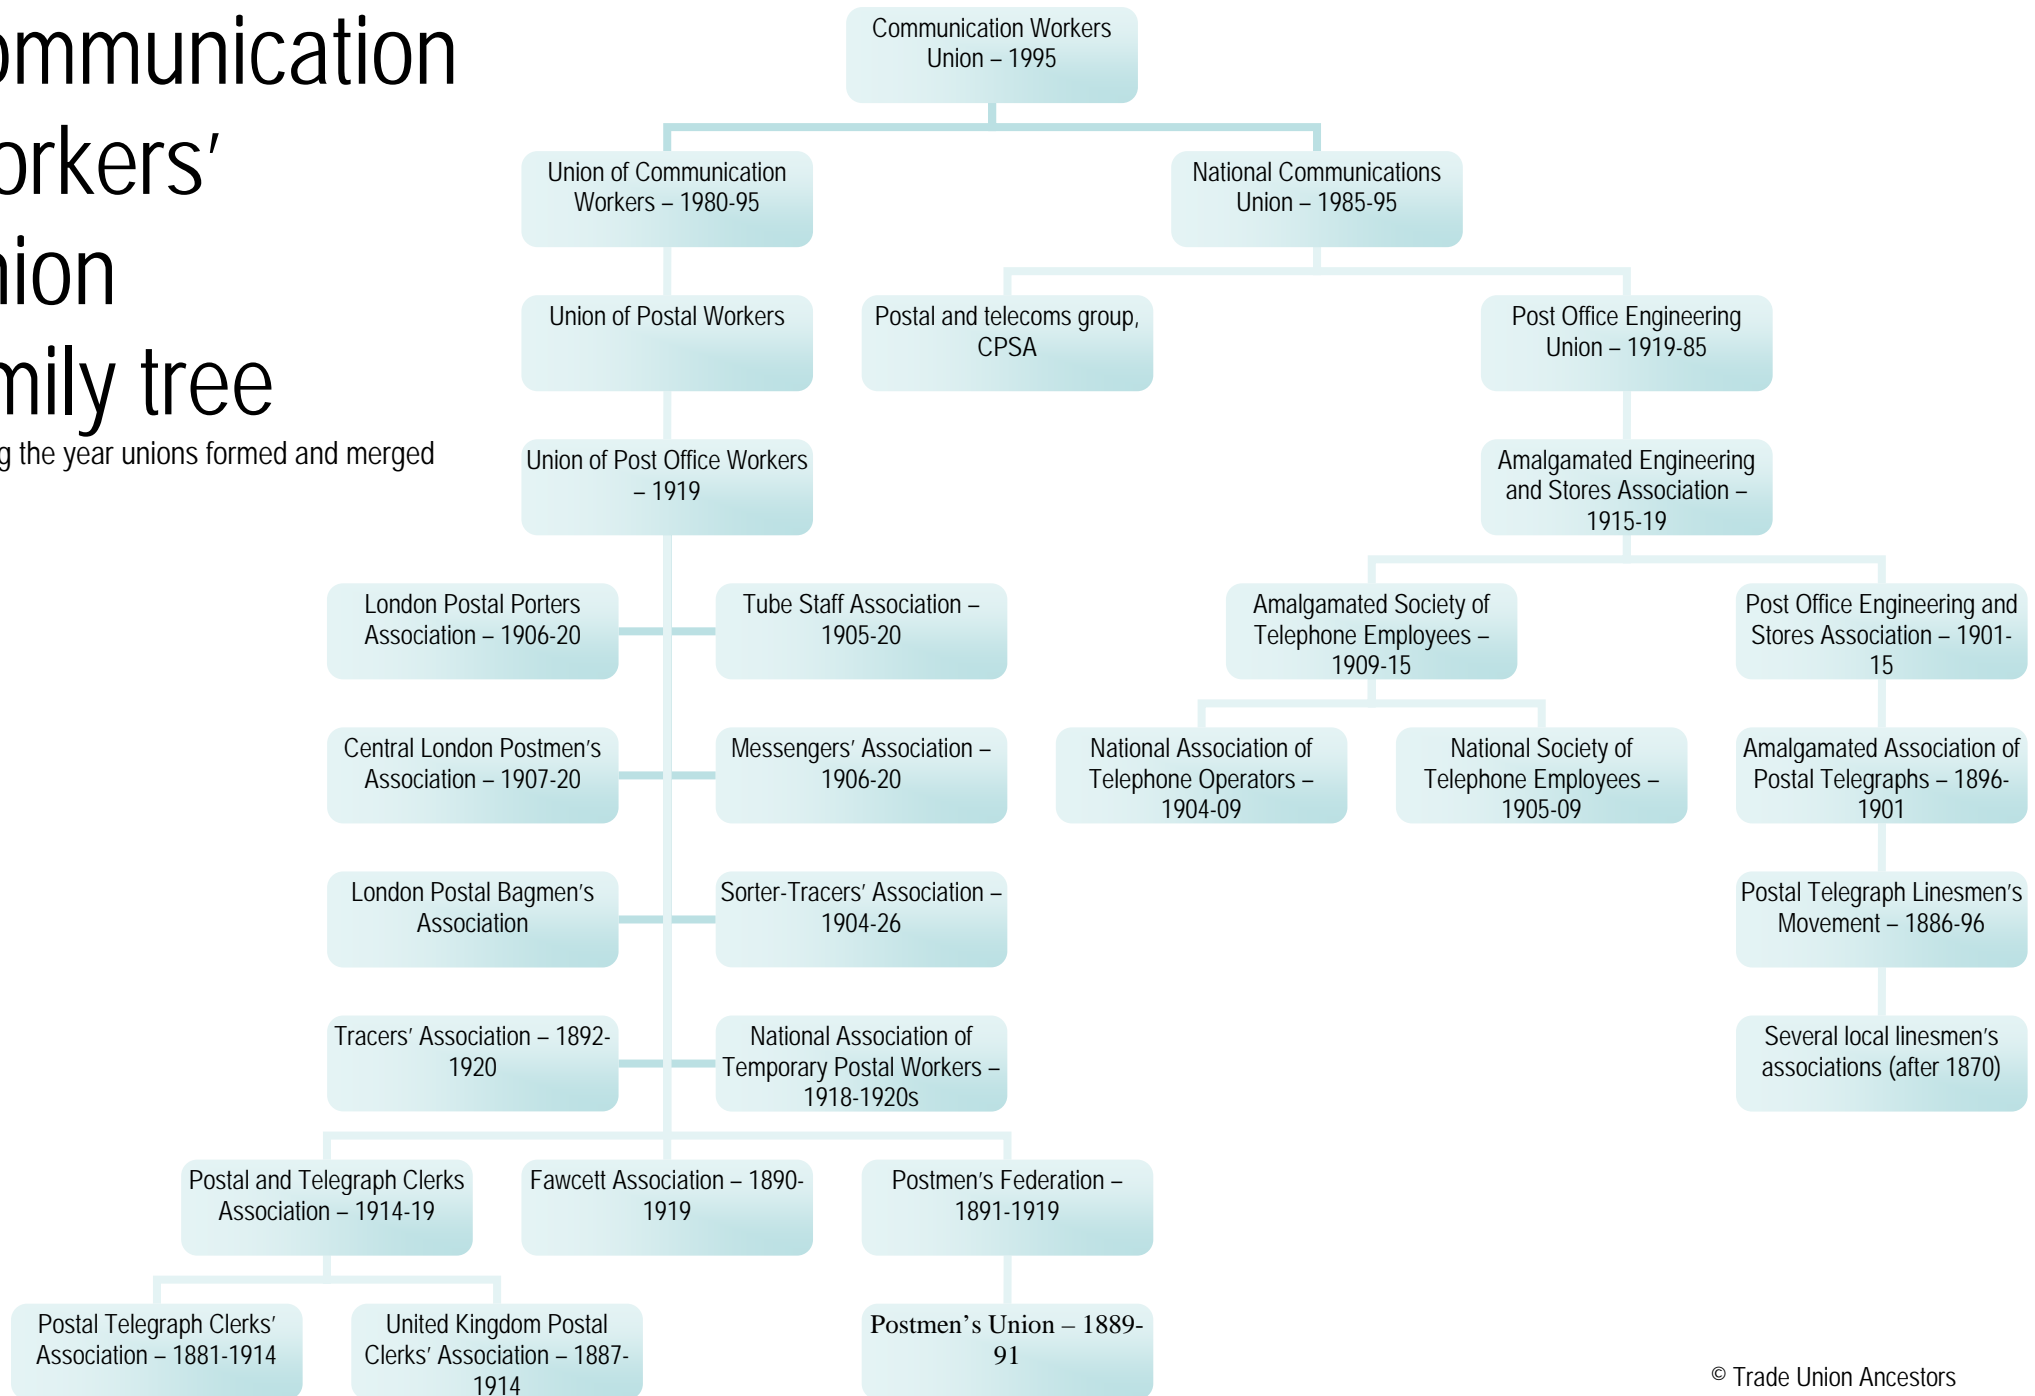 ommunication
orkers'
nion
mily tree
g the year unions formed and merged
Communication Workers
Union – 1995
Union of Communication
Workers – 1980-95
National Communications
Union – 1985-95
Union of Postal Workers
Postal and telecoms group,
CPSA
Post Office Engineering
Union – 1919-85
Union of Post Office Workers
– 1919
Amalgamated Engineering
and Stores Association –
1915-19
London Postal Porters
Association – 1906-20
Tube Staff Association –
1905-20
Amalgamated Society of
Telephone Employees –
1909-15
Post Office Engineering and
Stores Association – 1901-
15
Central London Postmen's
Association – 1907-20
Messengers' Association –
1906-20
National Association of
Telephone Operators –
1904-09
National Society of
Telephone Employees –
1905-09
Amalgamated Association of
Postal Telegraphs – 1896-
1901
London Postal Bagmen's
Association
Sorter-Tracers' Association –
1904-26
Postal Telegraph Linesmen's
Movement – 1886-96
Tracers' Association – 1892-
1920
National Association of
Temporary Postal Workers –
1918-1920s
Several local linesmen's
associations (after 1870)
Postal and Telegraph Clerks
Association – 1914-19
Fawcett Association – 1890-
1919
Postmen's Federation –
1891-1919
Postal Telegraph Clerks'
Association – 1881-1914
United Kingdom Postal
Clerks' Association – 1887-
1914
Postmen's Union – 1889-
91
© Trade Union Ancestors